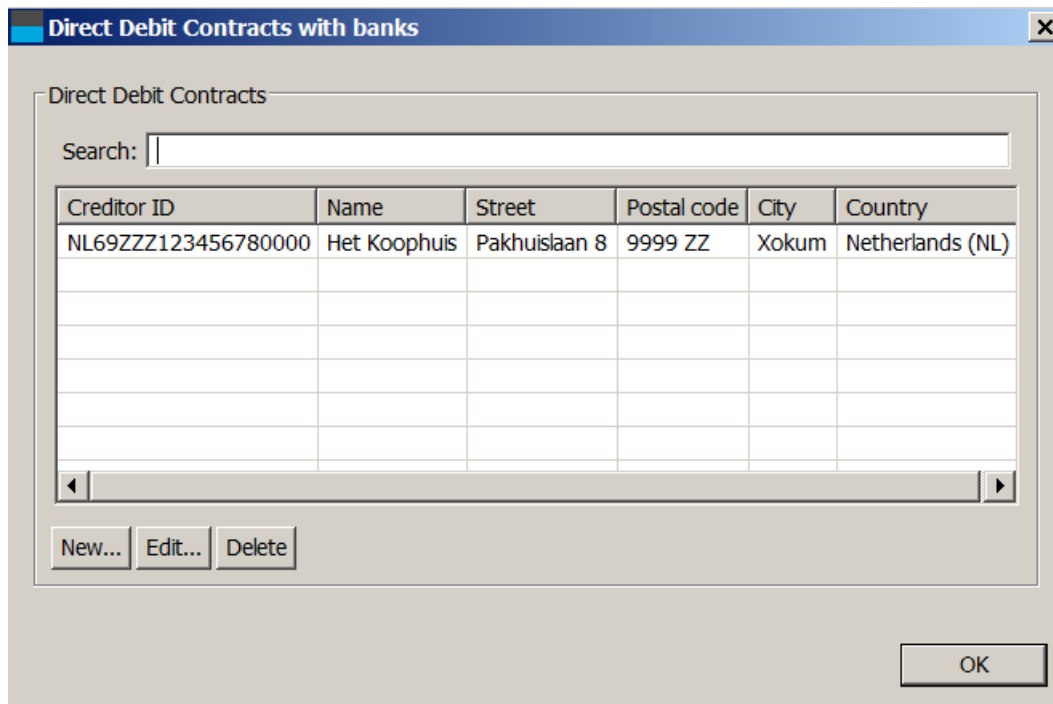 Direct Debit Contracts with banks
Direct Debit Contracts
Search:
Creditor ID Name Street Postal code City Country
NL69ZZZ123456780000 Het Koophuis Pakhuislaan 8 9999 ZZ Xokum Netherlands (NL)
New... Edit... Delete
OK